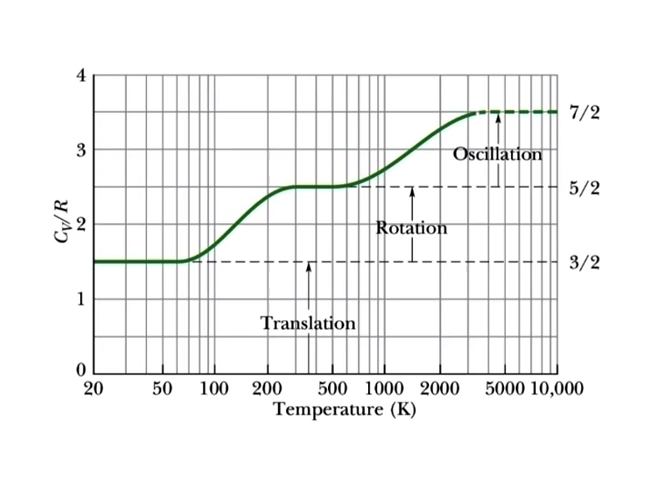 4
7/2
Oscillation
3
5/2
C_V/R
2
Rotation
3/2
1
Translation
0
20 50 100 200 500 1000 2000 5000 10,000
Temperature (K)